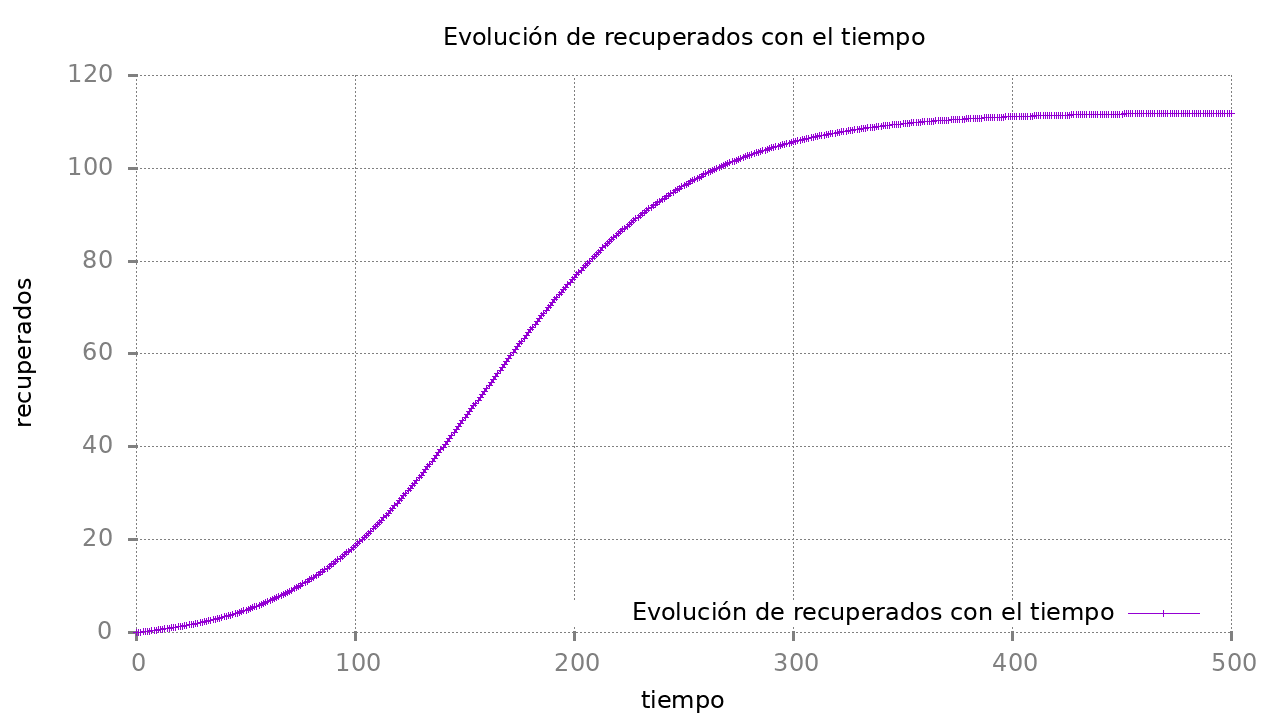 Evolución de recuperados con el tiempo
120
100
80
60
40
20
0
recuperados
Evolución de recuperados con el tiempo
0 100 200 300 400 500
tiempo